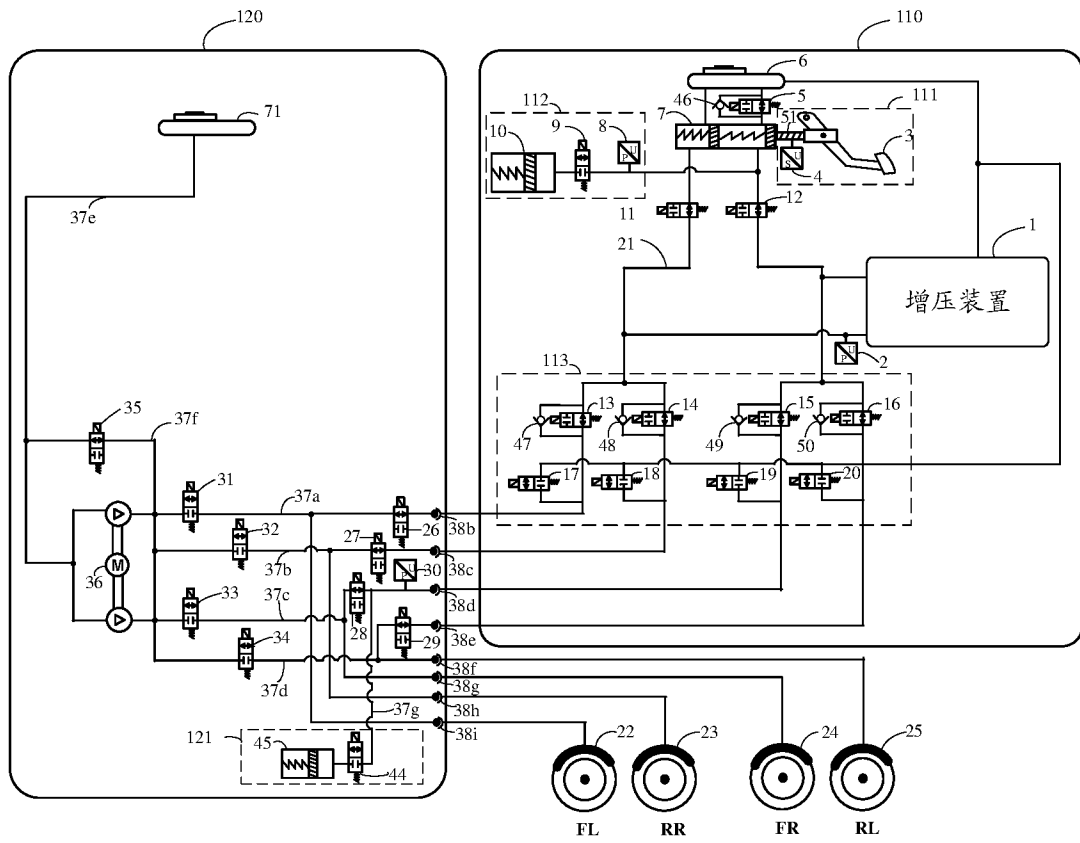 120
110
71
6
46
5
111
112
7
51
10
9
8
3
U
P
U
S
4
37e
11
12
21
1
增压装置
U
P
2
113
35
37f
13
14
15
16
47
48
49
50
31
17
18
19
20
37a
32
27
26
38b
37b
30
38c
U
P
36
M
33
37c
38d
28
29
38e
34
38f
37d
38g
38h
37g
38i
121
45
44
22
23
24
25
FL
RR
FR
RL